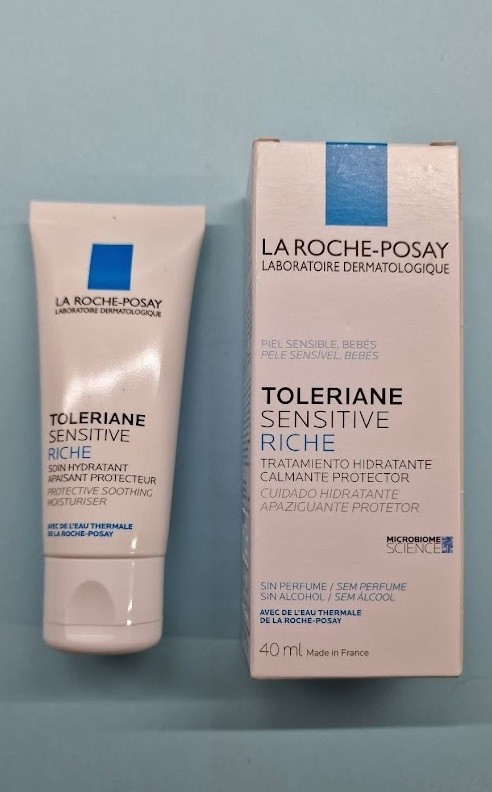 LA ROCHE-POSAY
LABORATOIRE DERMATOLOGIQUE
TOLERIANE
SENSITIVE
RICHE
SOIN HYDRATANT
APAISANT PROTECTEUR
PROTECTIVE SOOTHING
MOISTURISER
AVEC DE L'EAU THERMALE
DE LA ROCHE-POSAY
LA ROCHE-POSAY
LABORATOIRE DERMATOLOGIQUE
PIEL SENSIBLE, BEBÉS
PELE SENSÍVEL, BEBÉS
TOLERIANE
SENSITIVE
RICHE
TRATAMIENTO HIDRATANTE
CALMANTE PROTECTOR
CUIDADO HIDRATANTE
APAZIGUANTE PROTETOR
MICROBIOME
SCIENCE
SIN PERFUME / SEM PERFUME
SIN ALCOHOL / SEM ÁLCOOL
AVEC DE L'EAU THERMALE
DE LA ROCHE-POSAY
40 ml Made in France